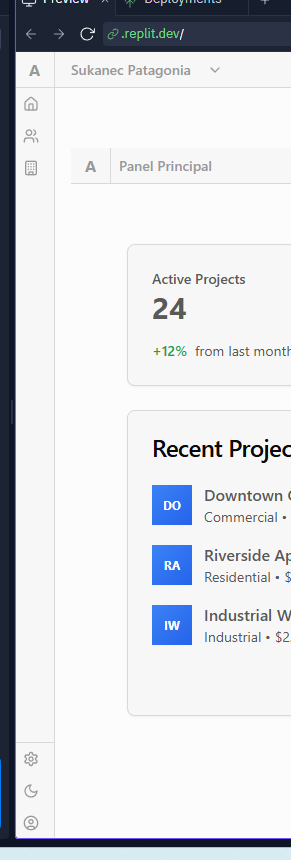 Preview
Deployments
.replit.dev/
A Sukanec Patagonia
A Panel Principal
Active Projects
24
+12% from last month
Recent Projec
DO Downtown
Commercial •
RA Riverside Ap
Residential • $
IW Industrial W
Industrial • $2